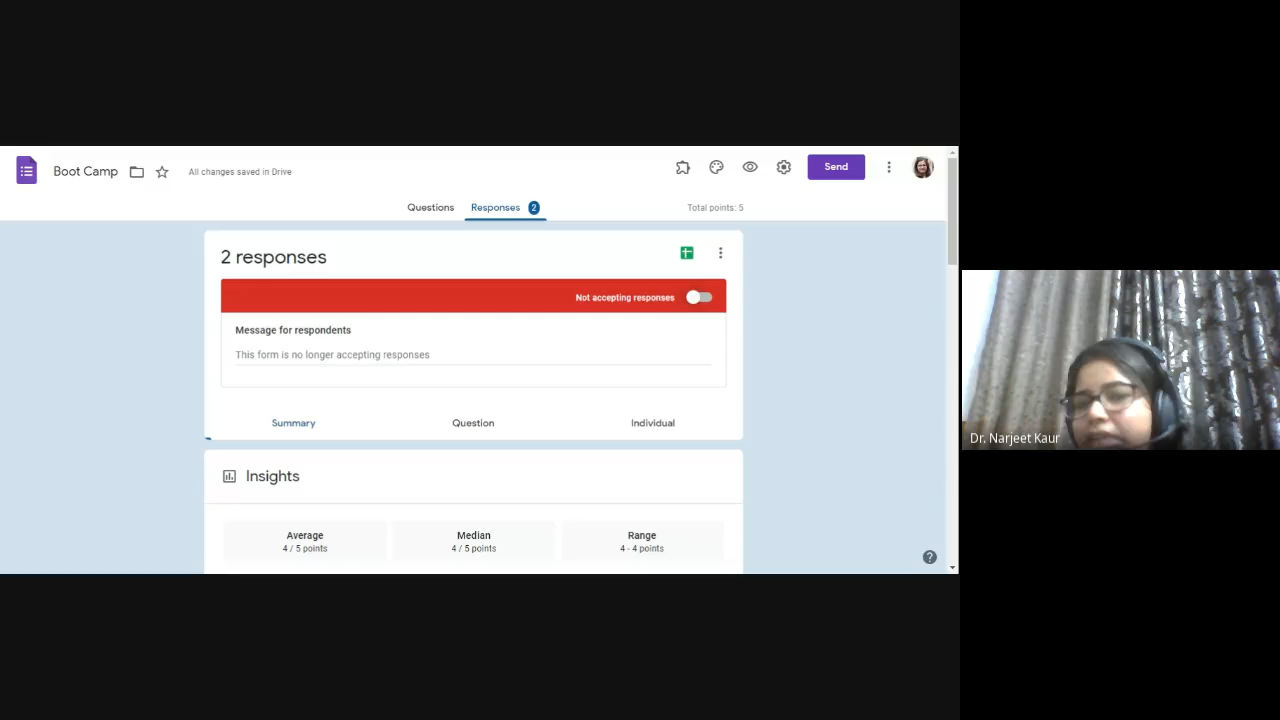 Boot Camp
All changes saved in Drive
Send
Questions
Responses 2
Total points: 5
2 responses
Not accepting responses
Message for respondents
This form is no longer accepting responses
Summary
Question
Individual
Insights
Average
4 / 5 points
Median
4 / 5 points
Range
4 - 4 points
Dr. Narjeet Kaur